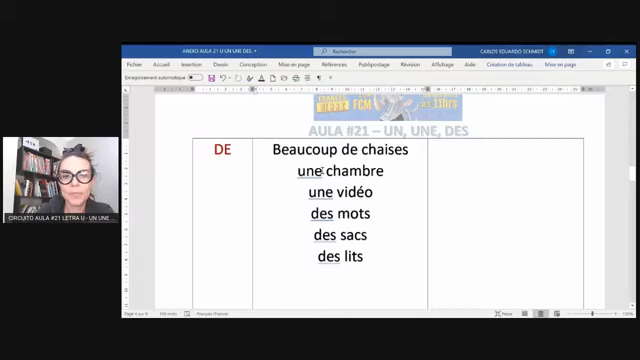 ANEXO AULA #21 U UN UNE DES
Rechercher
CARLOS EDUARDO SCHMIDT
Fichier Insertion Dessin Conception Mise en page Références Publipostage Révision Affichage Aide Création de tableau Mise en page
Enregistrement automatique
FCM 11hrs
AULA #21 – UN, UNE, DES
DE
Beaucoup de chaises
une chambre
une vidéo
des mots
des sacs
des lits
CIRCUITO AULA #21 LETRA U - UN UNE
Français (France)
Focus